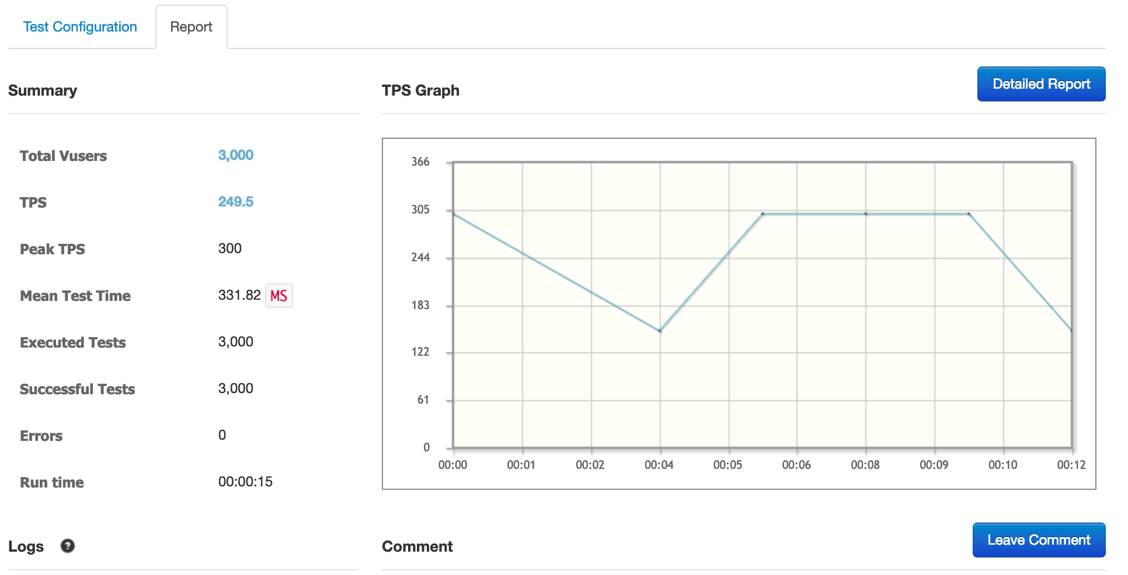 Test Configuration
Report
Summary
Total Vusers 3,000
TPS 249.5
Peak TPS 300
Mean Test Time 331.82 MS
Executed Tests 3,000
Successful Tests 3,000
Errors 0
Run time 00:00:15
Logs ?
TPS Graph
Detailed Report
366
305
244
183
122
61
0
00:00 00:01 00:02 00:04 00:05 00:06 00:08 00:09 00:10 00:12
Comment
Leave Comment